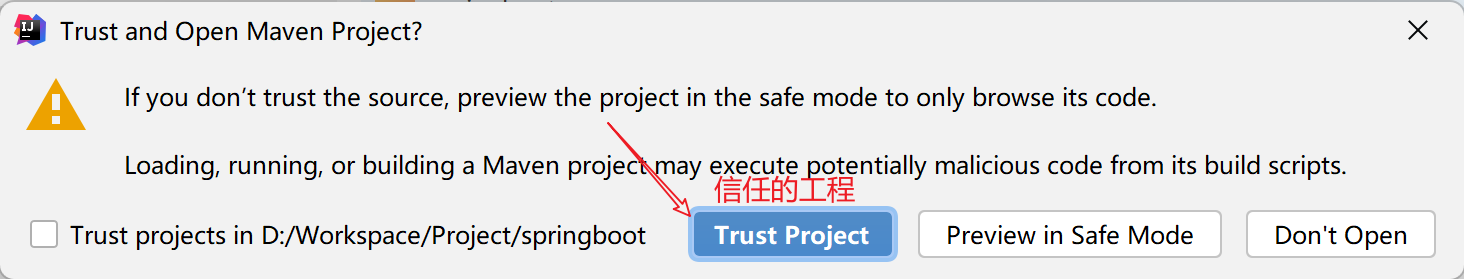 IJ
Trust and Open Maven Project?
If you don’t trust the source, preview the project in the safe mode to only browse its code.
Loading, running, or building a Maven project may execute potentially malicious code from its build scripts.
信任的工程
Trust projects in D:/Workspace/Project/springboot
Trust Project
Preview in Safe Mode
Don't Open